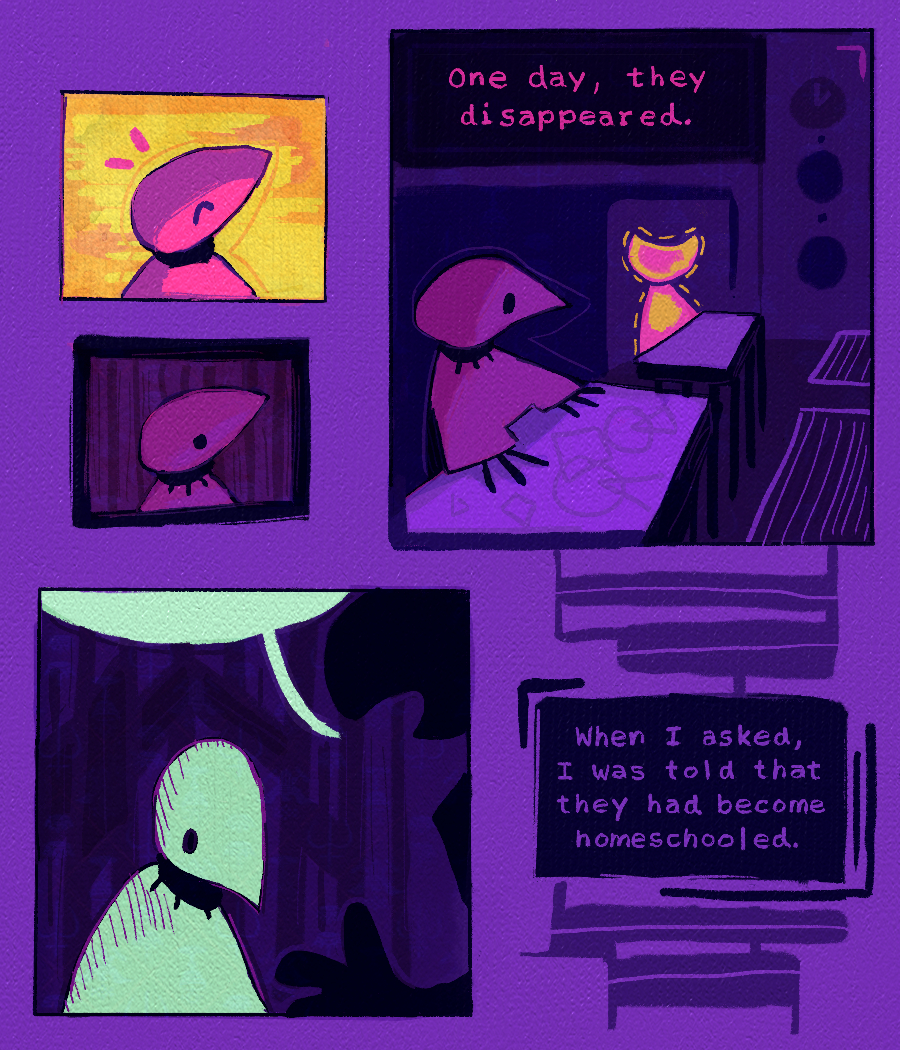 One day, they
disappeared.
When I asked,
I was told that
they had become
homeschooled.